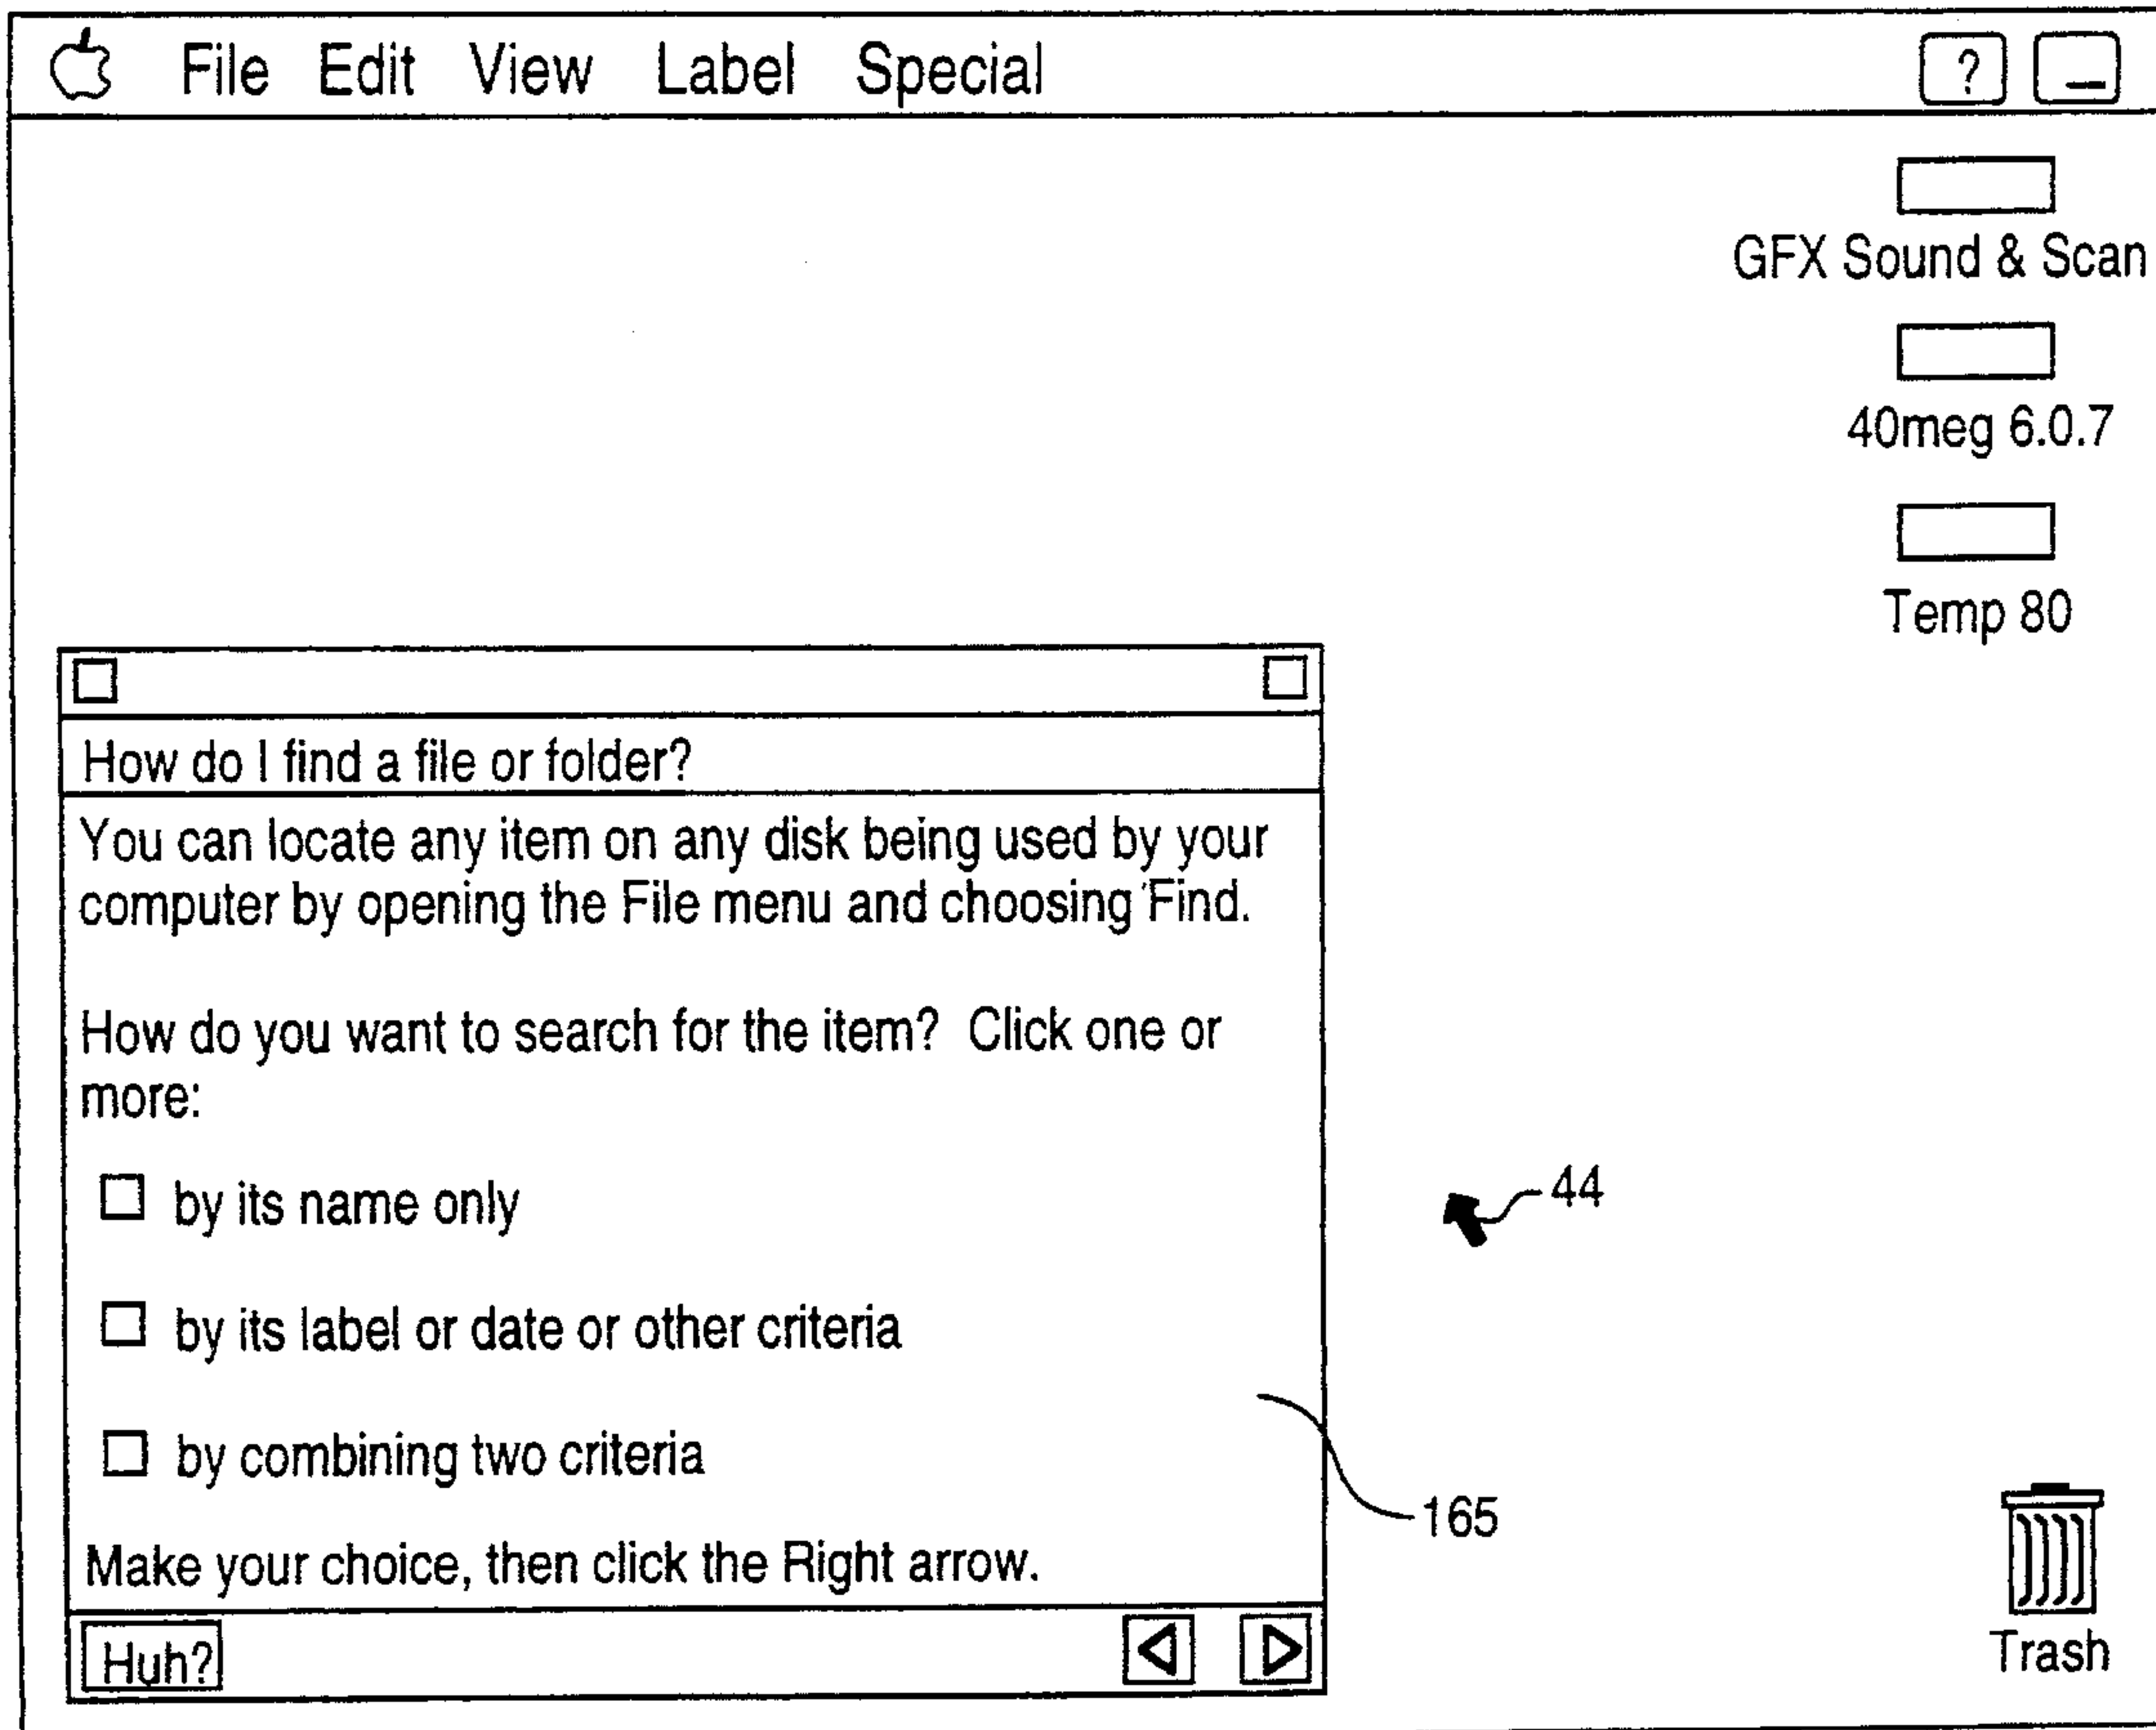 File Edit View Label Special ?
GFX Sound & Scan
40meg 6.0.7
Temp 80
How do I find a file or folder?
You can locate any item on any disk being used by your
computer by opening the File menu and choosing Find.
How do you want to search for the item? Click one or
more:
by its name only
44
by its label or date or other criteria
by combining two criteria
165
Make your choice, then click the Right arrow.
Huh?
Trash